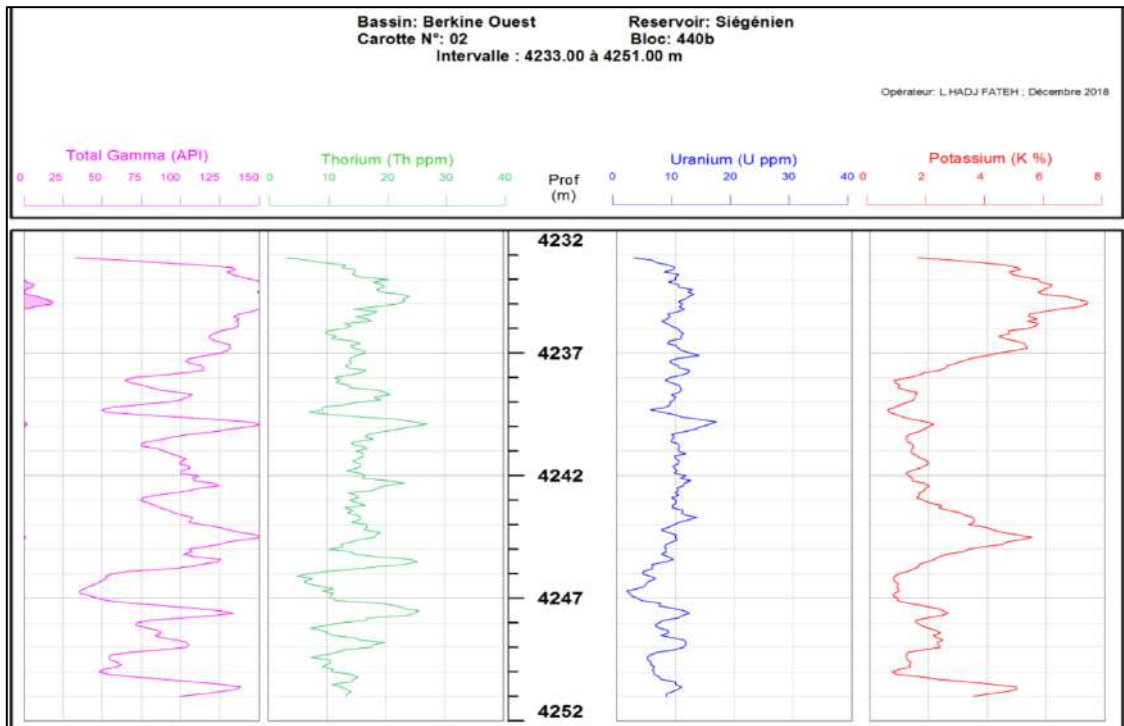 Bassin: Berkine Ouest Reservoir: Siégénien
Carotte N°: 02 Bloc: 440b
Intervalle : 4233.00 à 4251.00 m
Opérateur: L.HADJ FATEH ; Décembre 2018
Total Gamma (API) Thorium (Th ppm) Prof (m) Uranium (U ppm) Potassium (K %)
0 25 50 75 100 125 150 0 10 20 30 40 0 10 20 30 40 0 2 4 6 8
4232
4237
4242
4247
4252